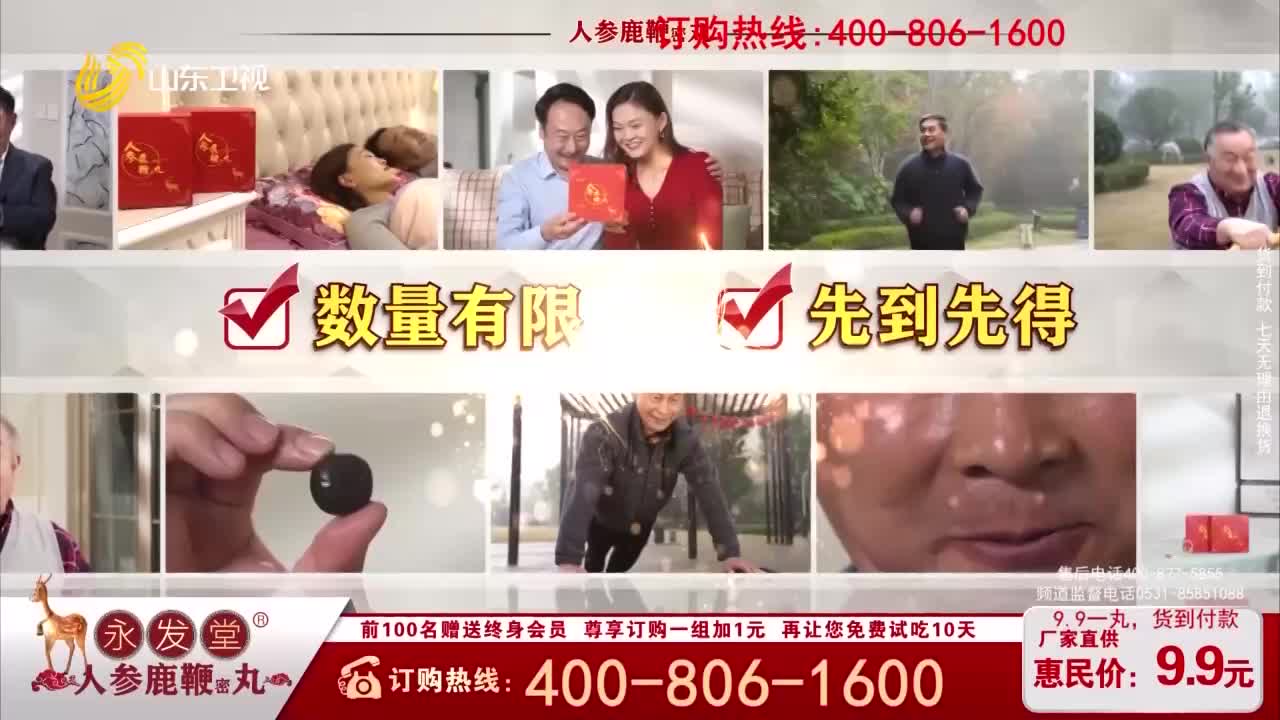 人参鹿鞭密丸
订购热线:400-806-1600
山东卫视
数量有限
先到先得
货到付款 七天无理由退换货
售后电话400-877-5855
频道监督电话0531-85851088
永发堂®
人参鹿鞭密丸
前100名赠送终身会员 尊享订购一组加1元 再让您免费试吃10天
订购热线: 400-806-1600
9.9一丸，货到付款
厂家直供
惠民价: 9.9元